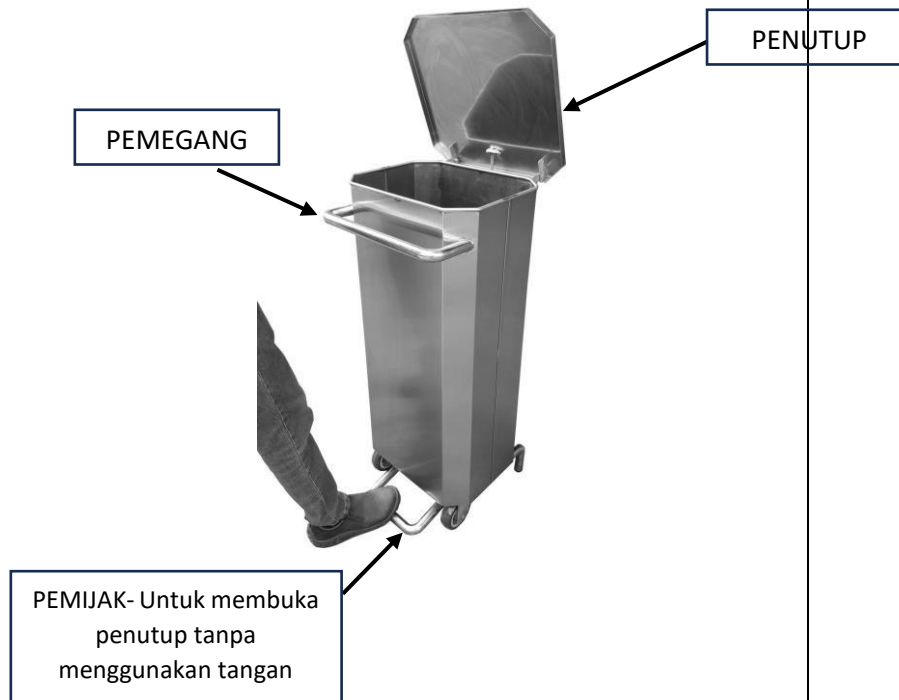 PENUTUP
PEMEGANG
PEMIJAK- Untuk membuka
penutup tanpa
menggunakan tangan